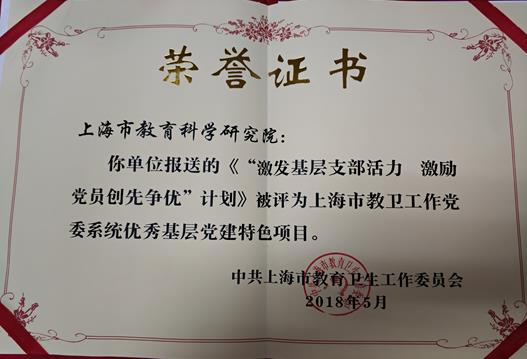 荣誉证书
上海市教育科学研究院：
你单位报送的《“激发基层支部活力 激励
党员创先争优”计划》被评为上海市教卫工作党
委系统优秀基层党建特色项目。
中共上海市教育卫生工作委员会
2018年5月